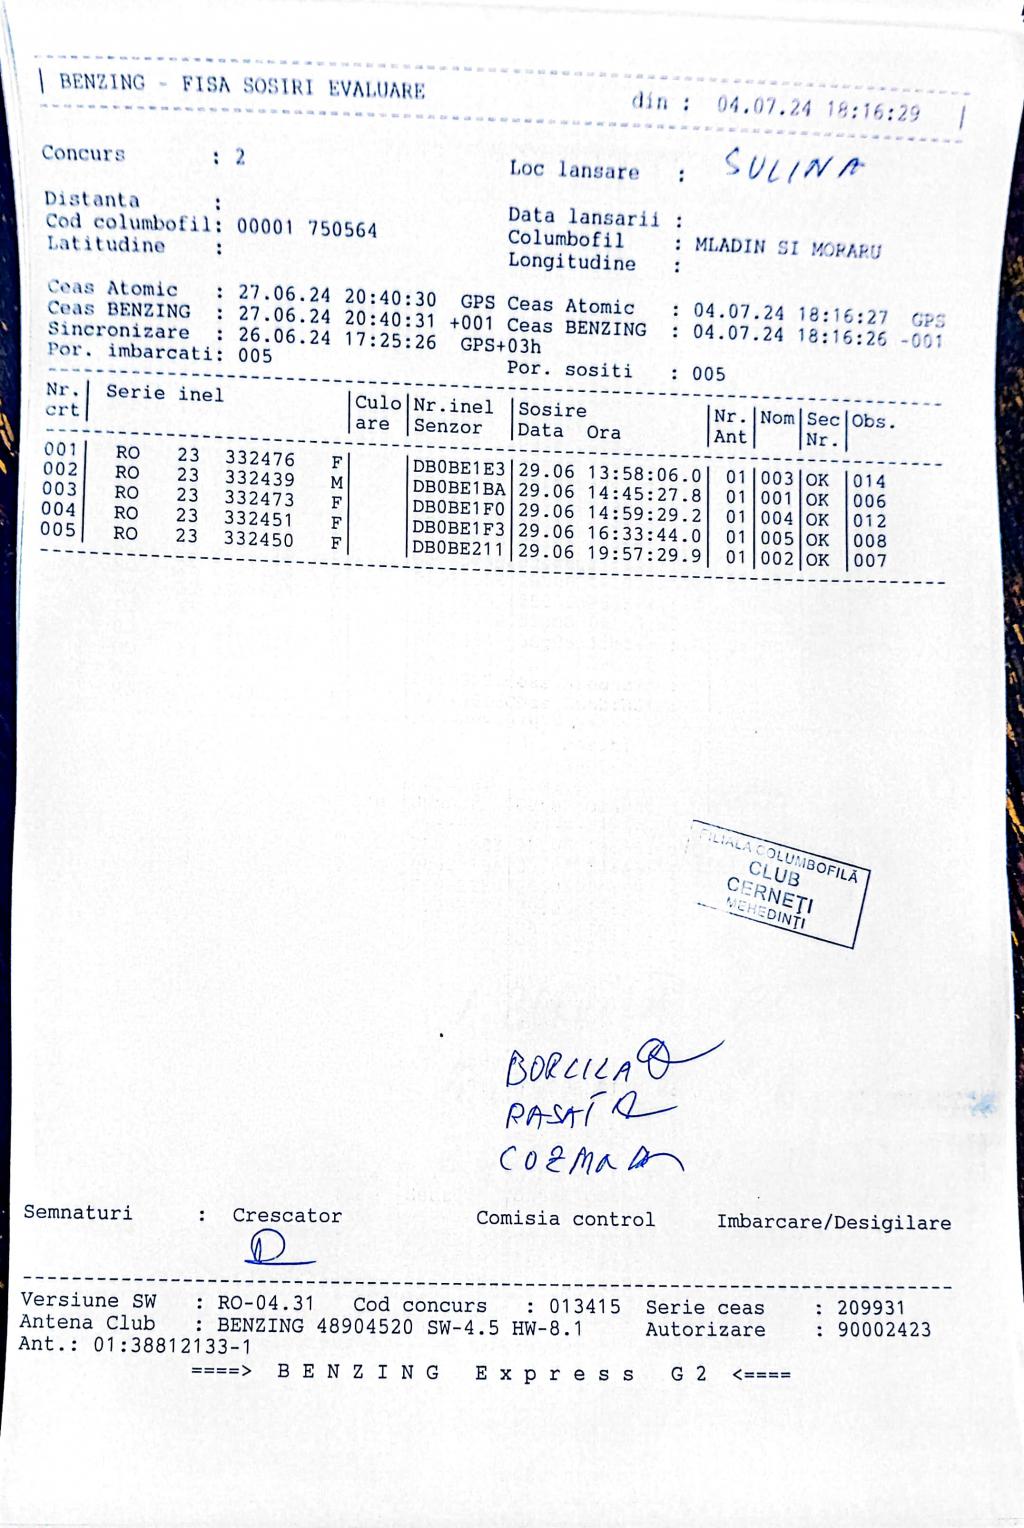 BENZING - FISA SOSIRI EVALUARE din : 04.07.24 18:16:29
Concurs : 2 Loc lansare : SULINA
Distanta : Data lansarii :
Cod columbofil: 00001 750564 Columbofil : MLADIN SI MORARU
Latitudine : Longitudine :
Ceas Atomic : 27.06.24 20:40:30 GPS Ceas Atomic : 04.07.24 18:16:27 GPS
Ceas BENZING : 27.06.24 20:40:31 +001 Ceas BENZING : 04.07.24 18:16:26 -001
Sincronizare : 26.06.24 17:25:26 GPS+03h
Por. imbarcati: 005 Por. sositi : 005
Nr. | Serie inel | Culo | Nr.inel | Sosire | Nr. | Nom | Sec | Obs.
crt | are | Senzor | Data Ora | Ant | Nr. |
001 | RO 23 332476 F | | DB0BE1E3 | 29.06 13:58:06.0 | 01 | 003 | OK | 014
002 | RO 23 332439 M | | DB0BE1BA | 29.06 14:45:27.8 | 01 | 001 | OK | 006
003 | RO 23 332473 F | | DB0BE1F0 | 29.06 14:59:29.2 | 01 | 004 | OK | 012
004 | RO 23 332451 F | | DB0BE1F3 | 29.06 16:33:44.0 | 01 | 005 | OK | 008
005 | RO 23 332450 F | | DB0BE211 | 29.06 19:57:29.9 | 01 | 002 | OK | 007
FILIALA COLUMBOFILĂ
CLUB
CERNEȚI
MEHEDINȚI
BORCILA
PASAT
COZMA
Semnaturi : Crescator Comisia control Imbarcare/Desigilare
Versiune SW : RO-04.31 Cod concurs : 013415 Serie ceas : 209931
Antena Club : BENZING 48904520 SW-4.5 HW-8.1 Autorizare : 90002423
Ant.: 01:38812133-1
====> B E N Z I N G E x p r e s s G 2 <====